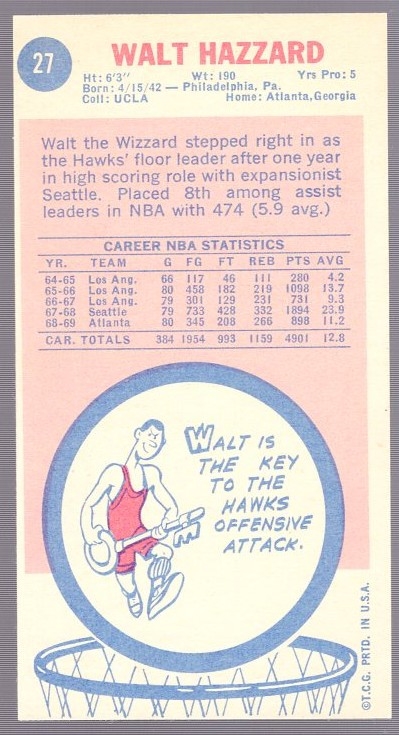 27
WALT HAZZARD
Ht: 6'3" Wt: 190 Yrs Pro: 5
Born: 4/15/42 — Philadelphia, Pa.
Coll: UCLA Home: Atlanta, Georgia
Walt the Wizzard stepped right in as
the Hawks' floor leader after one year
in high scoring role with expansionist
Seattle. Placed 8th among assist
leaders in NBA with 474 (5.9 avg.)
CAREER NBA STATISTICS
YR. TEAM G FG FT REB PTS AVG
64-65 Los Ang. 66 117 46 111 280 4.2
65-66 Los Ang. 80 458 182 219 1098 13.7
66-67 Los Ang. 79 301 129 231 731 9.3
67-68 Seattle 79 733 428 332 1894 23.9
68-69 Atlanta 80 345 208 266 898 11.2
CAR. TOTALS 384 1954 993 1159 4901 12.8
WALT IS
THE KEY
TO THE
HAWKS
OFFENSIVE
ATTACK.
©T.C.G. PRTD. IN U.S.A.